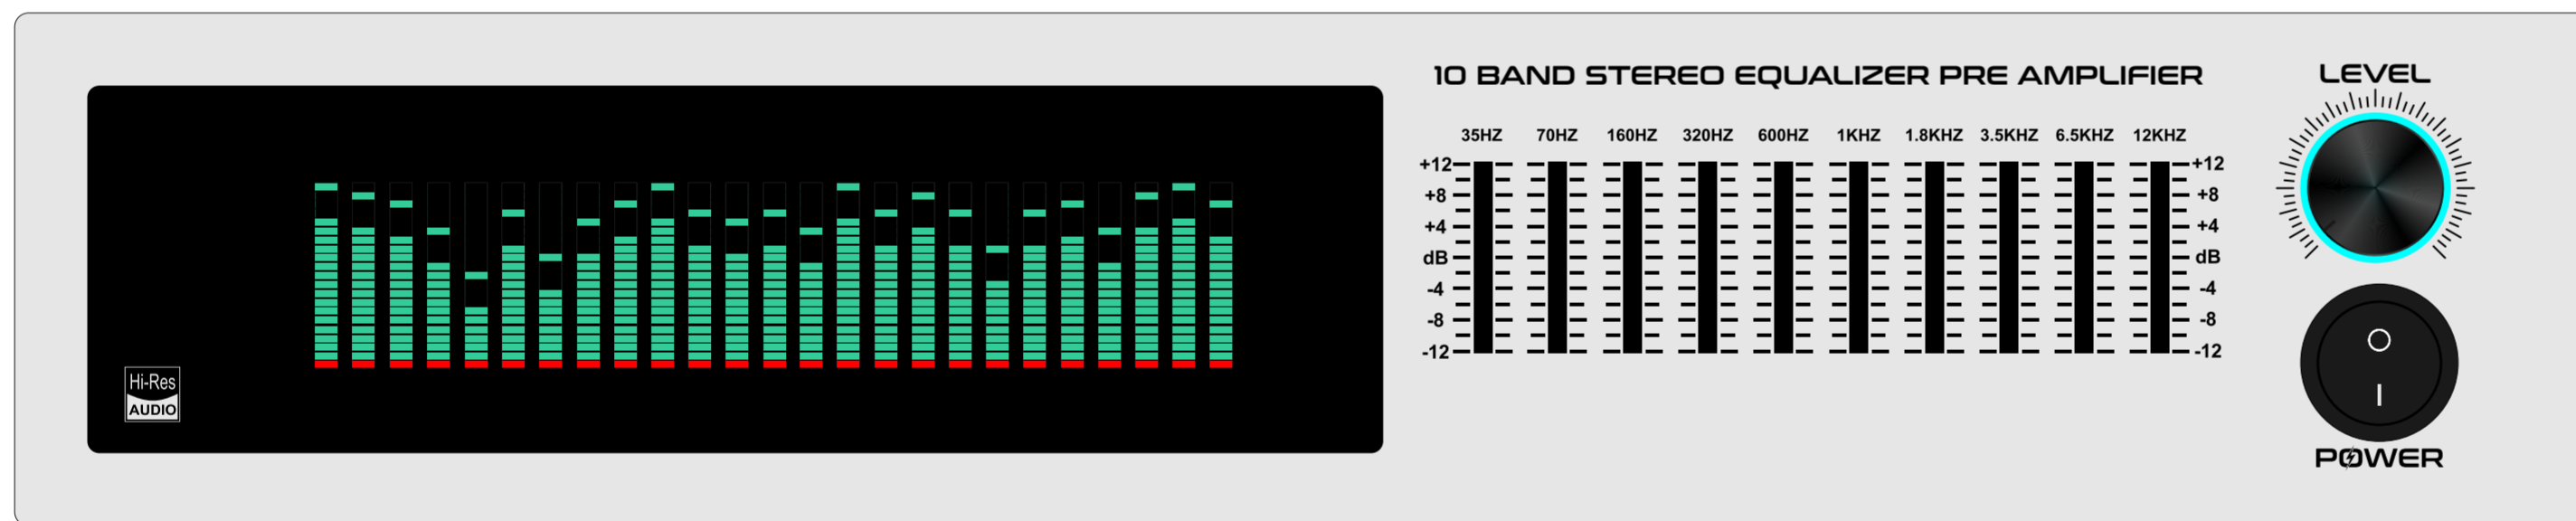 10 BAND STEREO EQUALIZER PRE AMPLIFIER
LEVEL
35HZ 70HZ 160HZ 320HZ 600HZ 1KHZ 1.8KHZ 3.5KHZ 6.5KHZ 12KHZ
+12 +12
+8 +8
+4 +4
dB dB
-4 -4
-8 -8
-12 -12
Hi-Res
AUDIO
POWER